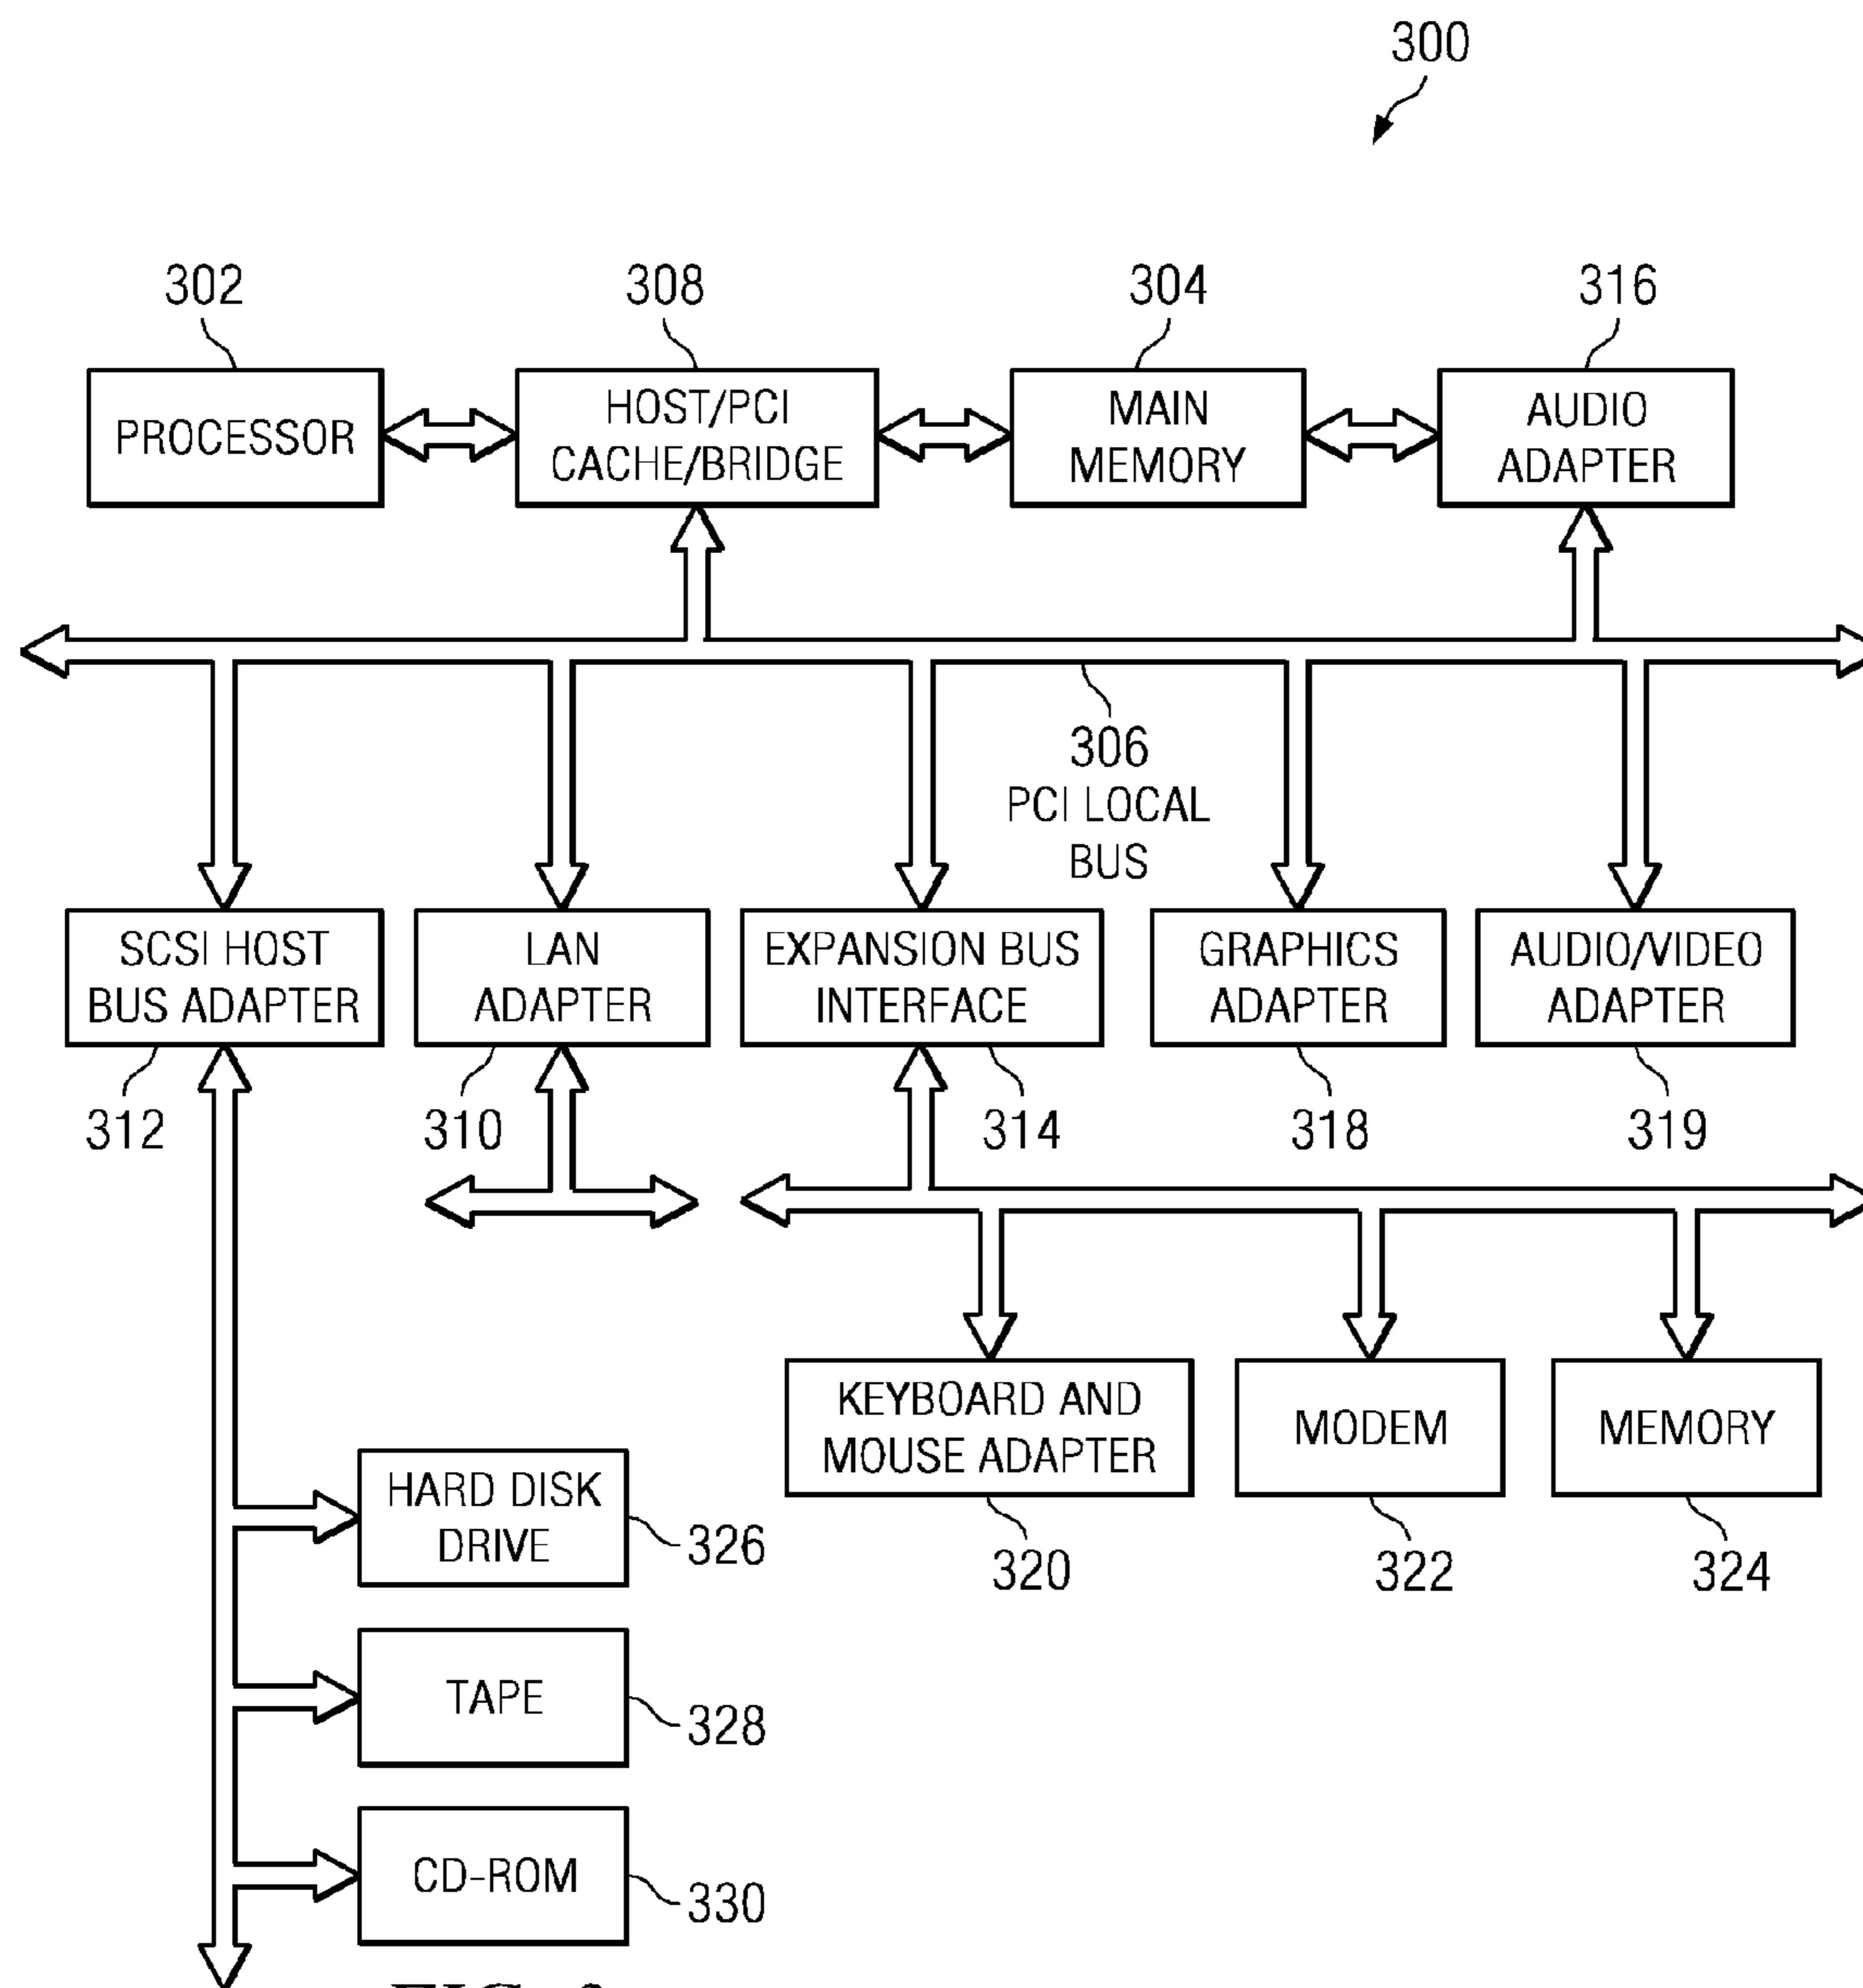 300
302
308
304
316
PROCESSOR
HOST/PCI
CACHE/BRIDGE
MAIN
MEMORY
AUDIO
ADAPTER
306
PCI LOCAL
BUS
SCSI HOST
BUS ADAPTER
LAN
ADAPTER
EXPANSION BUS
INTERFACE
GRAPHICS
ADAPTER
AUDIO/VIDEO
ADAPTER
312
310
314
318
319
KEYBOARD AND
MOUSE ADAPTER
MODEM
MEMORY
320
322
324
HARD DISK
DRIVE
326
TAPE
328
CD-ROM
330